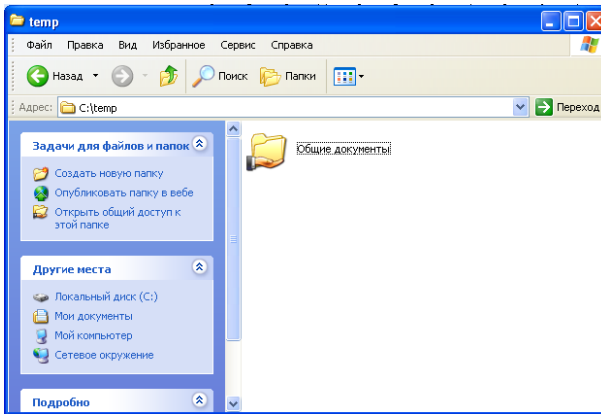 temp
Файл Правка Вид Избранное Сервис Справка
Назад Поиск Папки
Адрес: C:\temp Переход
Задачи для файлов и папок
Общие документы
Создать новую папку
Опубликовать папку в вебе
Открыть общий доступ к
этой папке
Другие места
Локальный диск (C:)
Мои документы
Мой компьютер
Сетевое окружение
Подробно